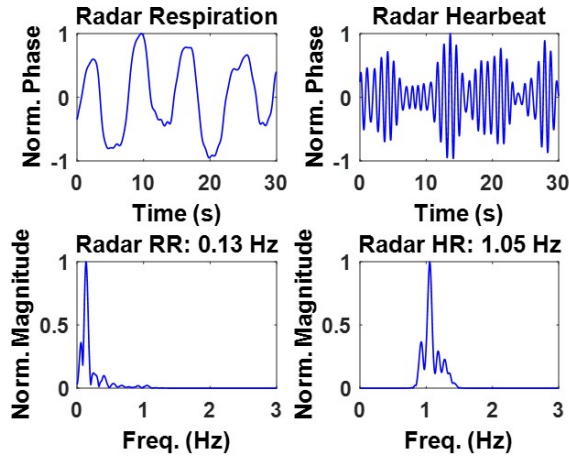 Radar Respiration
Norm. Phase
1
0
-1
0
10
20
30
Time (s)
Radar Hearbeat
Norm. Phase
1
0
-1
0
10
20
30
Time (s)
Radar RR: 0.13 Hz
Norm. Magnitude
1
0.5
0
0
1
2
3
Freq. (Hz)
Radar HR: 1.05 Hz
Norm. Magnitude
1
0.5
0
0
1
2
3
Freq. (Hz)